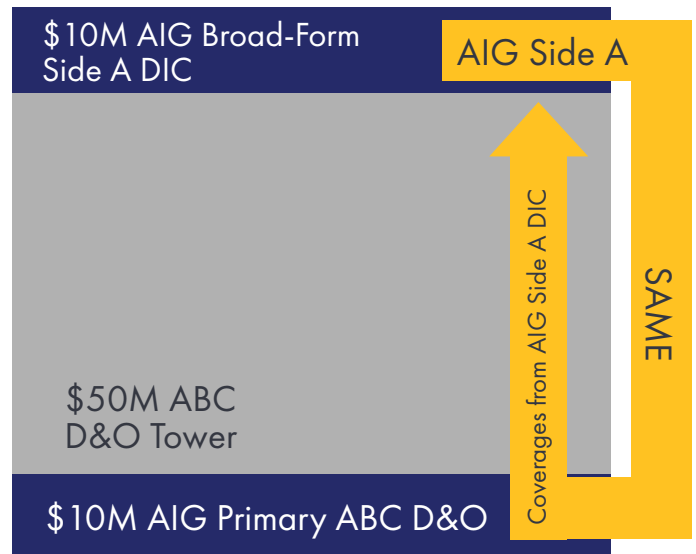 $10M AIG Broad-Form
Side A DIC
AIG Side A
Coverages from AIG Side A DIC
SAME
$50M ABC
D&O Tower
$10M AIG Primary ABC D&O